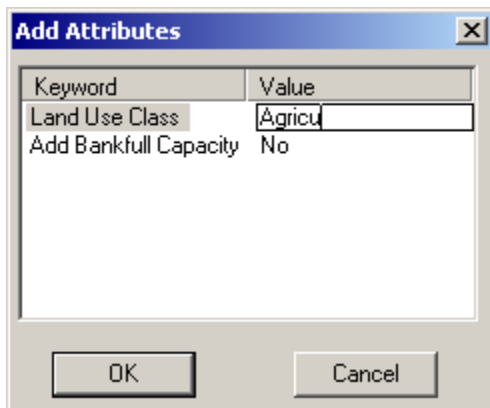 Add Attributes
Keyword Value
Land Use Class Agricu
Add Bankfull Capacity No
OK Cancel